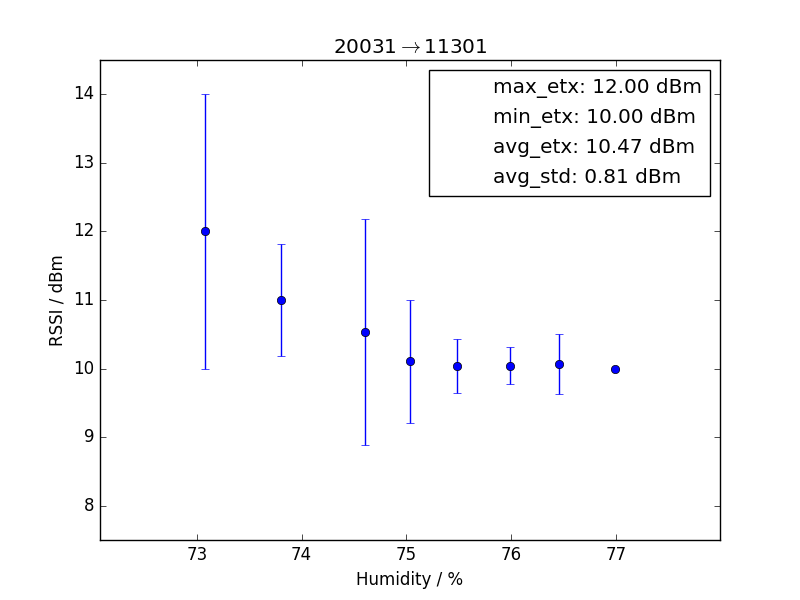 20031→11301
max_etx: 12.00 dBm
min_etx: 10.00 dBm
avg_etx: 10.47 dBm
avg_std: 0.81 dBm
RSSI / dBm
14
13
12
11
10
9
8
73 74 75 76 77
Humidity / %